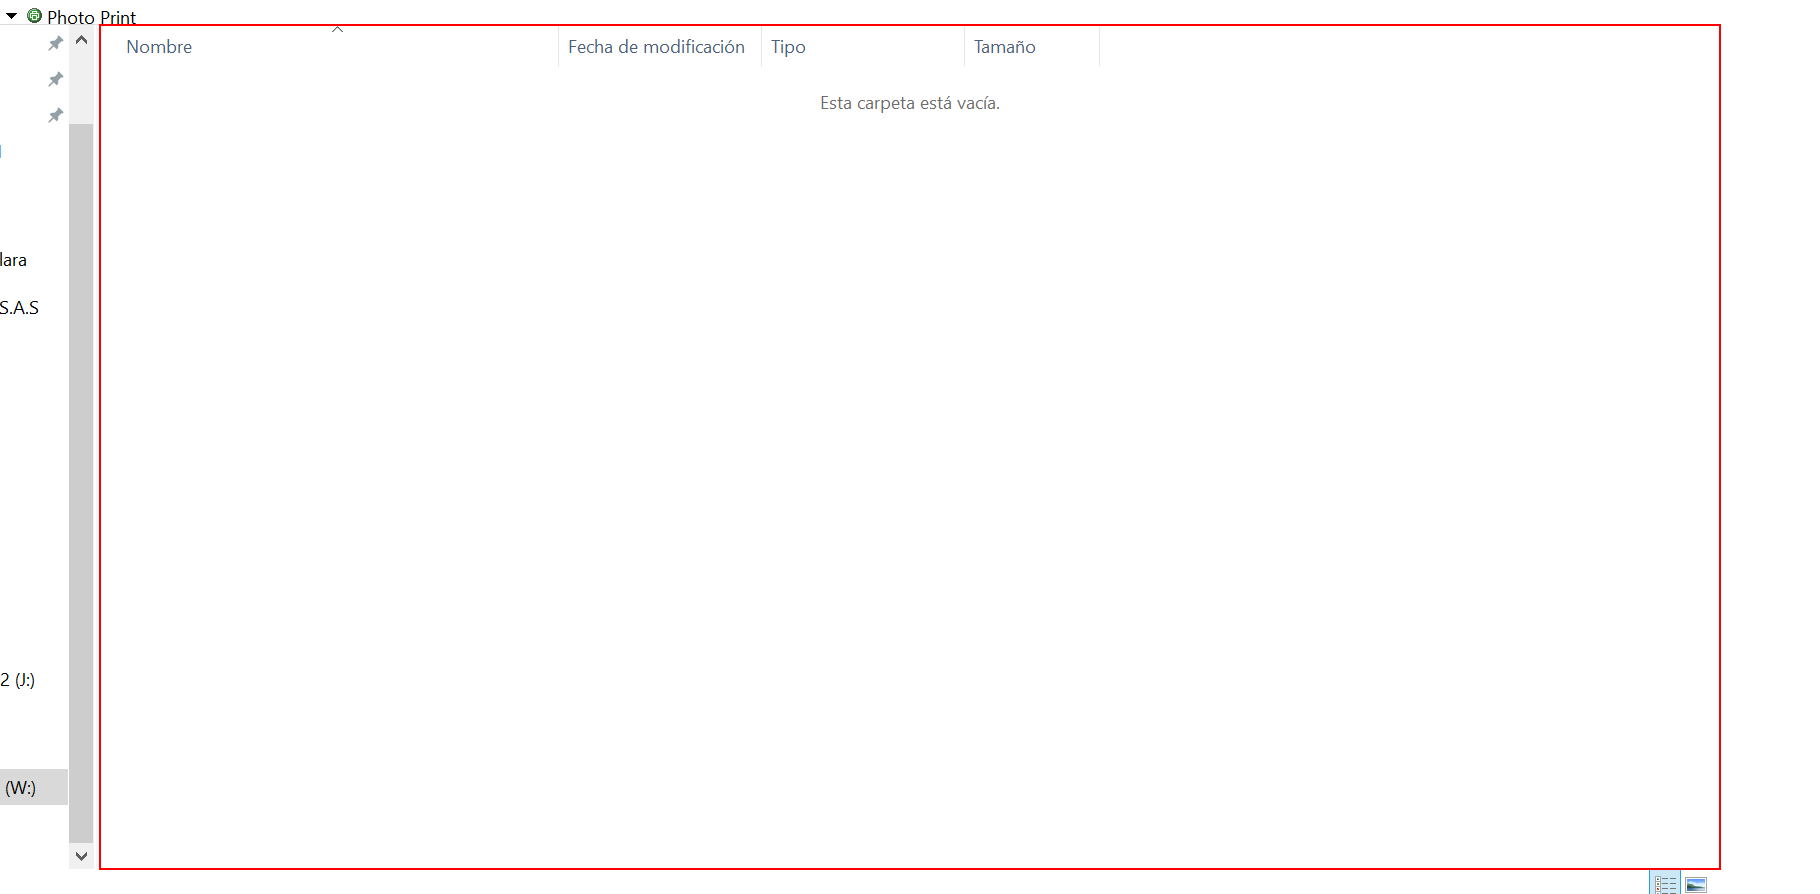 Photo Print
Nombre
Fecha de modificación
Tipo
Tamaño
Esta carpeta está vacía.
lara
S.A.S
2 (J:)
(W:)